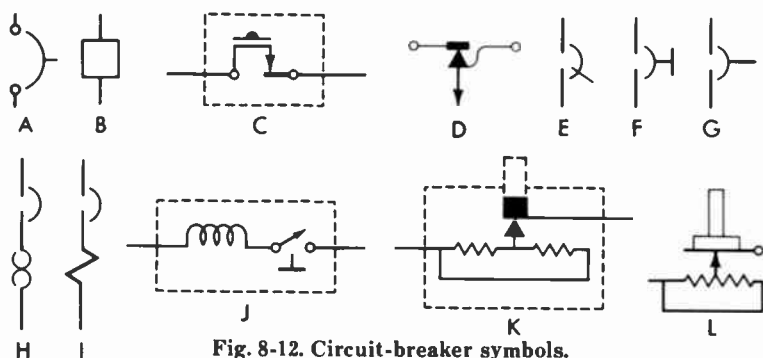 A B C D E F G
H I J K L
Fig. 8-12. Circuit-breaker symbols.